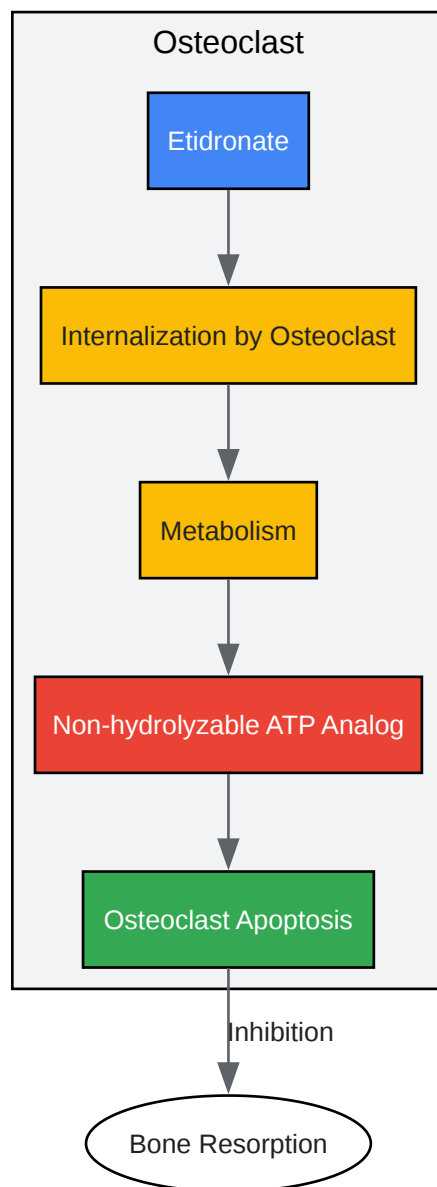 Osteoclast
Etidronate
Internalization by Osteoclast
Metabolism
Non-hydrolyzable ATP Analog
Osteoclast Apoptosis
Inhibition
Bone Resorption